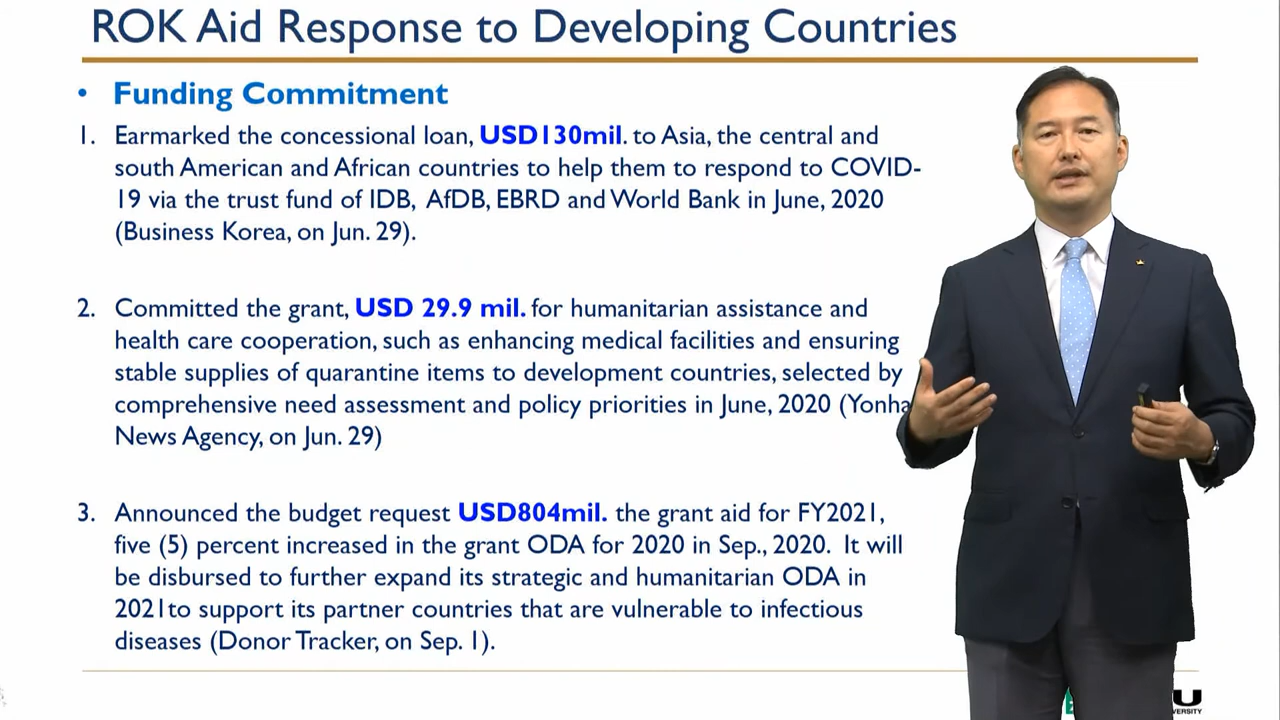 ROK Aid Response to Developing Countries
• Funding Commitment
1. Earmarked the concessional loan, USD130mil. to Asia, the central and
south American and African countries to help them to respond to COVID-
19 via the trust fund of IDB, AfDB, EBRD and World Bank in June, 2020
(Business Korea, on Jun. 29).
2. Committed the grant, USD 29.9 mil. for humanitarian assistance and
health care cooperation, such as enhancing medical facilities and ensuring
stable supplies of quarantine items to development countries, selected by
comprehensive need assessment and policy priorities in June, 2020 (Yonha
News Agency, on Jun. 29)
3. Announced the budget request USD804mil. the grant aid for FY2021,
five (5) percent increased in the grant ODA for 2020 in Sep., 2020. It will
be disbursed to further expand its strategic and humanitarian ODA in
2021to support its partner countries that are vulnerable to infectious
diseases (Donor Tracker, on Sep. 1).
U
VERSITY